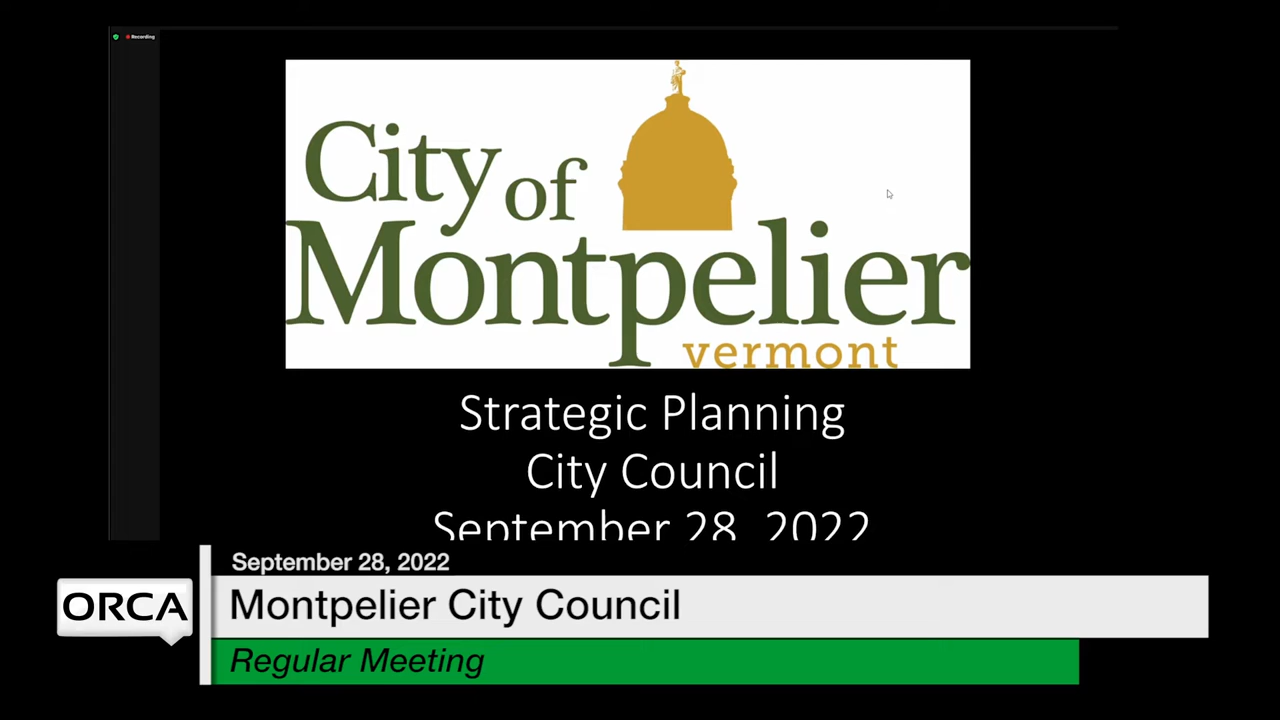 Recording
City of
Montpelier
vermont
Strategic Planning
City Council
September 28, 2022
September 28, 2022
ORCA
Montpelier City Council
Regular Meeting